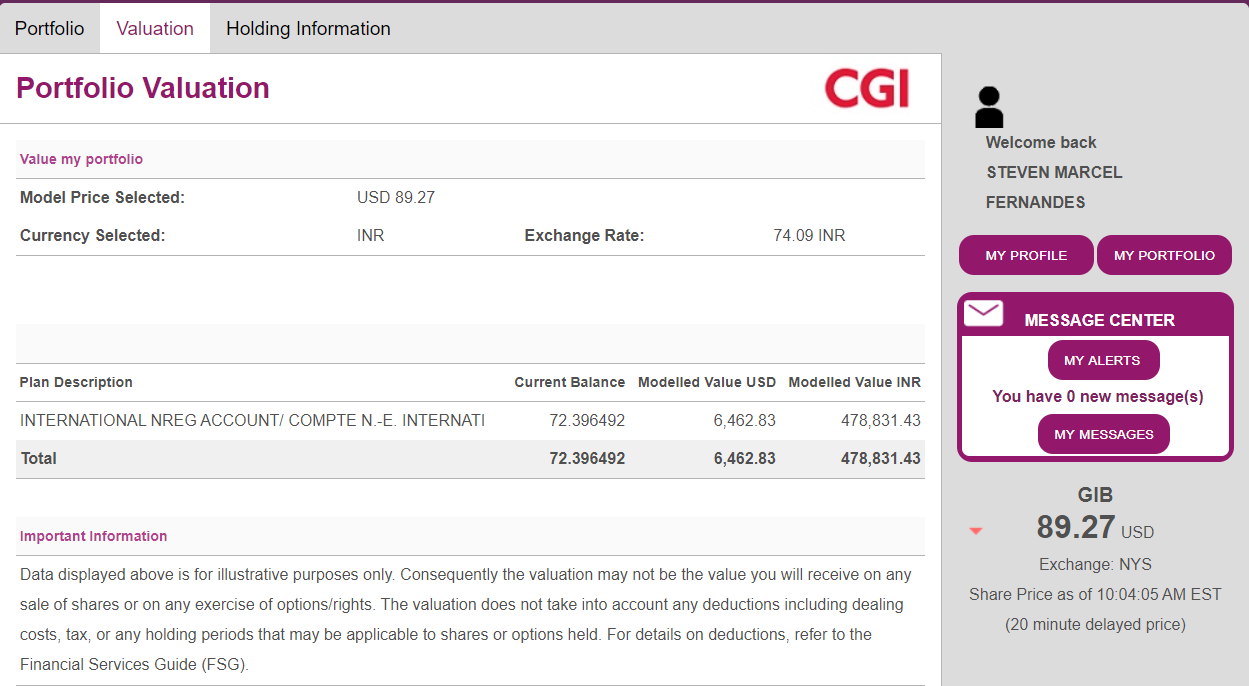 Portfolio
Valuation
Holding Information
Portfolio Valuation
CGI
Value my portfolio
Model Price Selected: USD 89.27
Currency Selected: INR Exchange Rate: 74.09 INR
Plan Description Current Balance Modelled Value USD Modelled Value INR
INTERNATIONAL NREG ACCOUNT/ COMPTE N.-E. INTERNATI 72.396492 6,462.83 478,831.43
Total 72.396492 6,462.83 478,831.43
Important Information
Data displayed above is for illustrative purposes only. Consequently the valuation may not be the value you will receive on any
sale of shares or on any exercise of options/rights. The valuation does not take into account any deductions including dealing
costs, tax, or any holding periods that may be applicable to shares or options held. For details on deductions, refer to the
Financial Services Guide (FSG).
Welcome back
STEVEN MARCEL
FERNANDES
MY PROFILE
MY PORTFOLIO
MESSAGE CENTER
MY ALERTS
You have 0 new message(s)
MY MESSAGES
GIB
89.27 USD
Exchange: NYS
Share Price as of 10:04:05 AM EST
(20 minute delayed price)